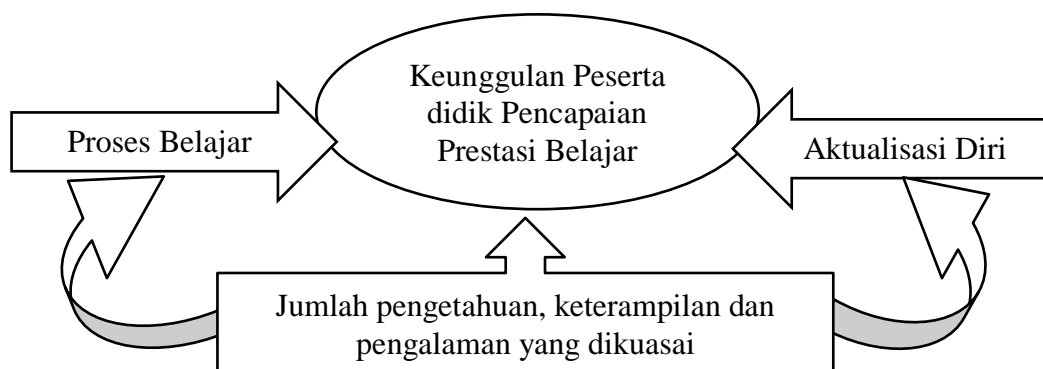 Keunggulan Peserta
didik Pencapaian
Prestasi Belajar
Proses Belajar
Aktualisasi Diri
Jumlah pengetahuan, keterampilan dan
pengalaman yang dikuasai